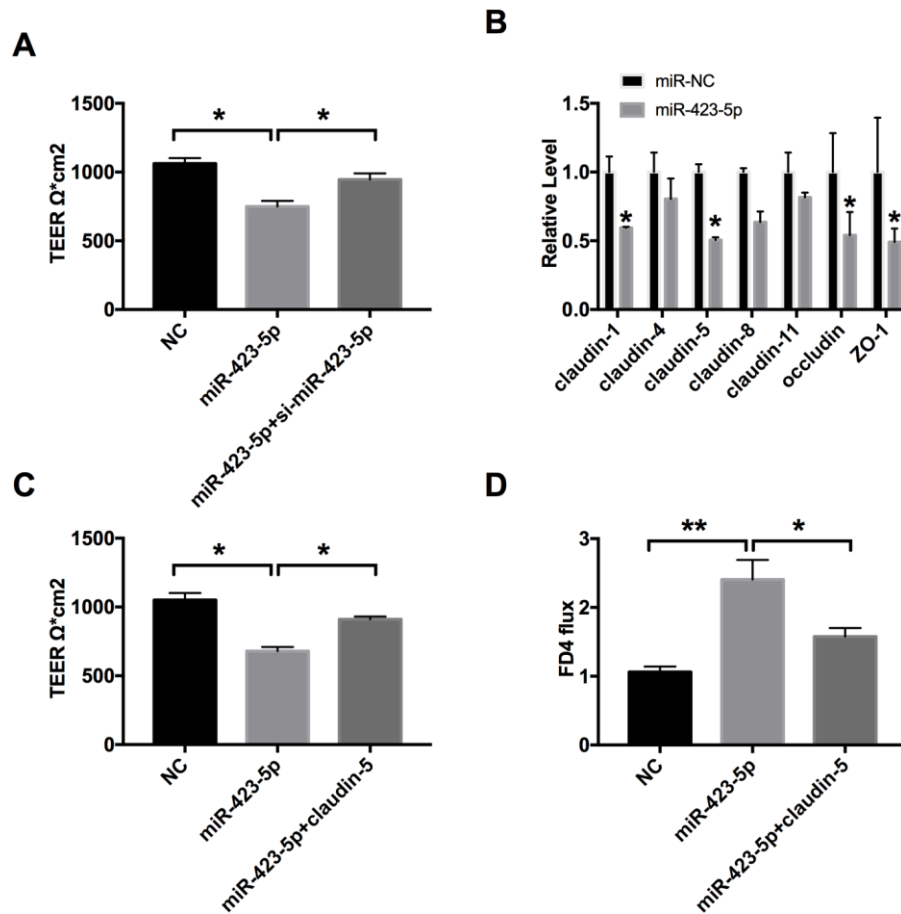 A
TEER Ω*cm2
1500
1000
500
0
*
*
NC
miR-423-5p
miR-423-5p+si-miR-423-5p
B
miR-NC
miR-423-5p
Relative Level
1.5
1.0
0.5
0.0
*
*
*
*
claudin-1
claudin-4
claudin-5
claudin-8
claudin-11
occludin
ZO-1
C
TEER Ω*cm2
1500
1000
500
0
*
*
NC
miR-423-5p
miR-423-5p+claudin-5
D
FD4 flux
3
2
1
0
**
*
NC
miR-423-5p
miR-423-5p+claudin-5